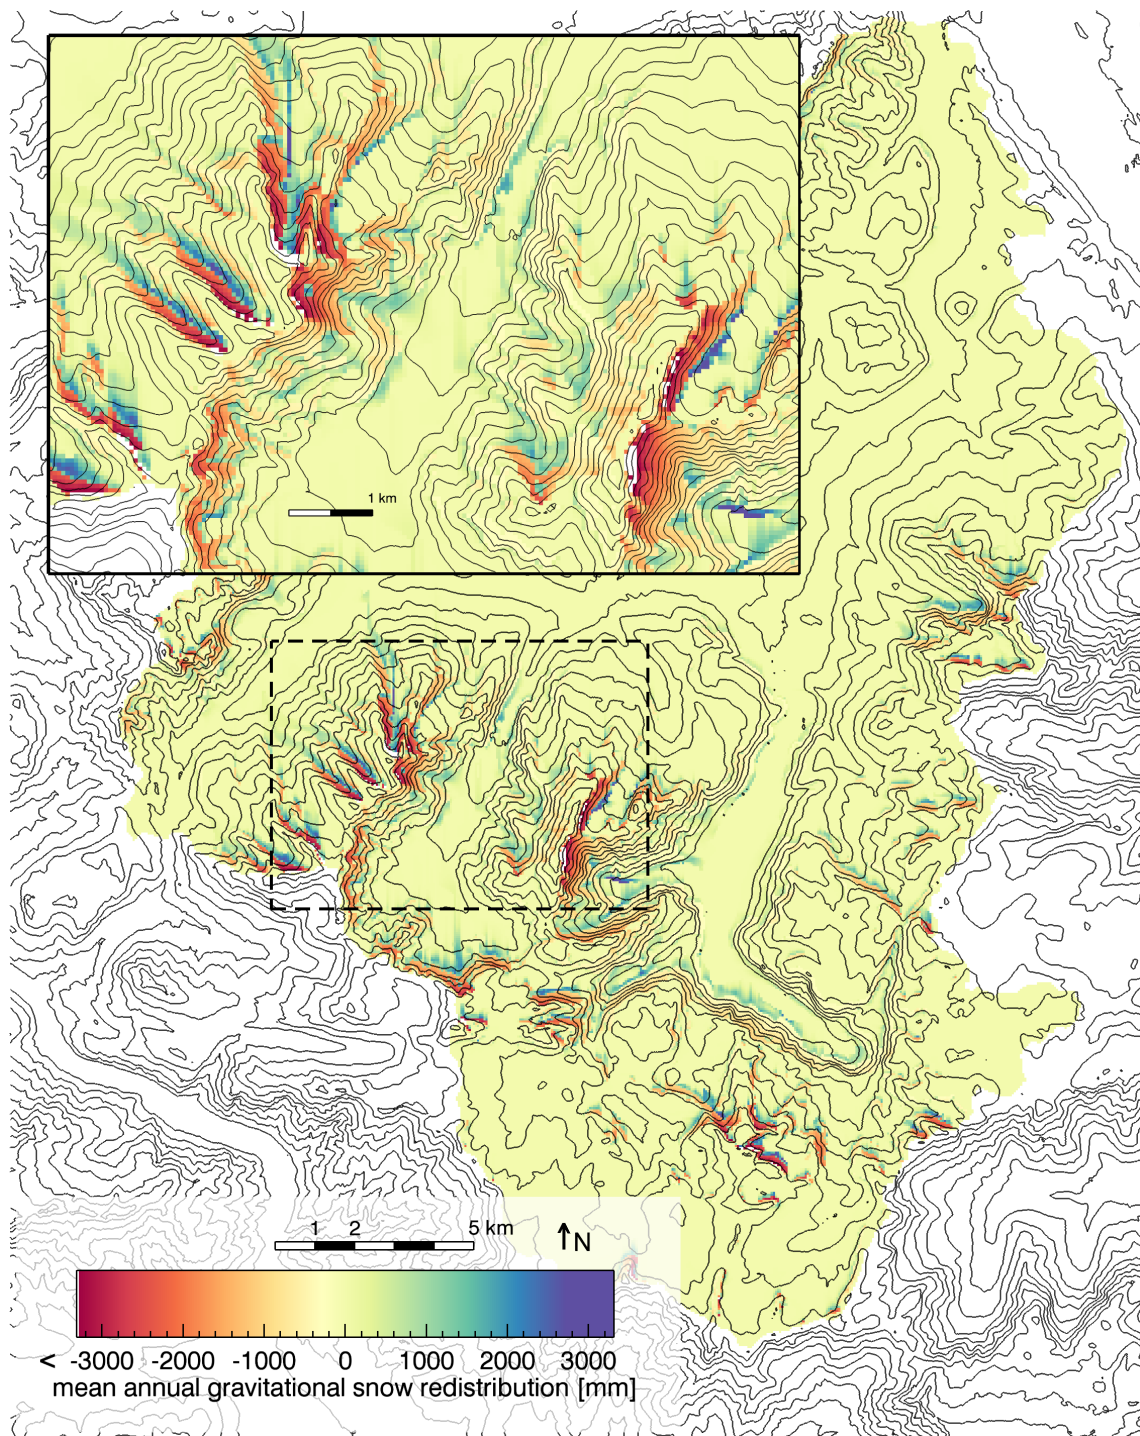 1 km
1 2 5 km
N
< -3000 -2000 -1000 0 1000 2000 3000
mean annual gravitational snow redistribution [mm]